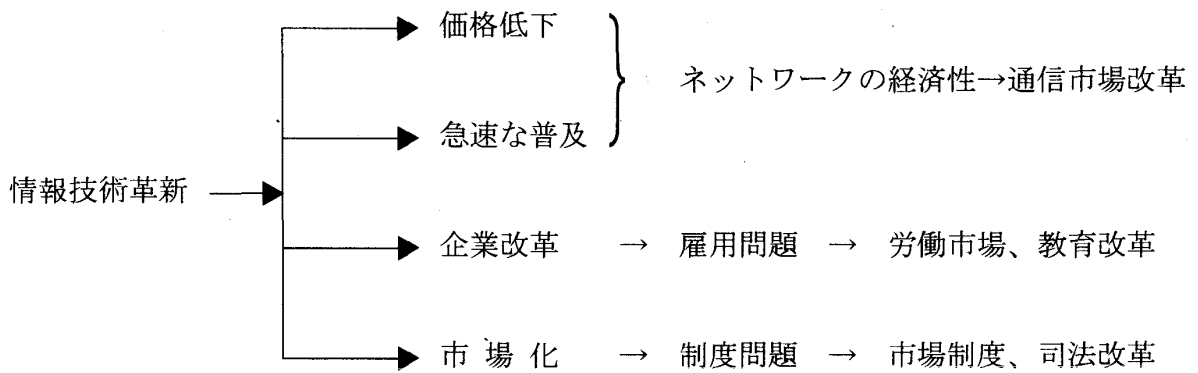 価格低下
ネットワークの経済性→通信市場改革
急速な普及
情報技術革新
企業改革 → 雇用問題 → 労働市場、教育改革
市場化 → 制度問題 → 市場制度、司法改革